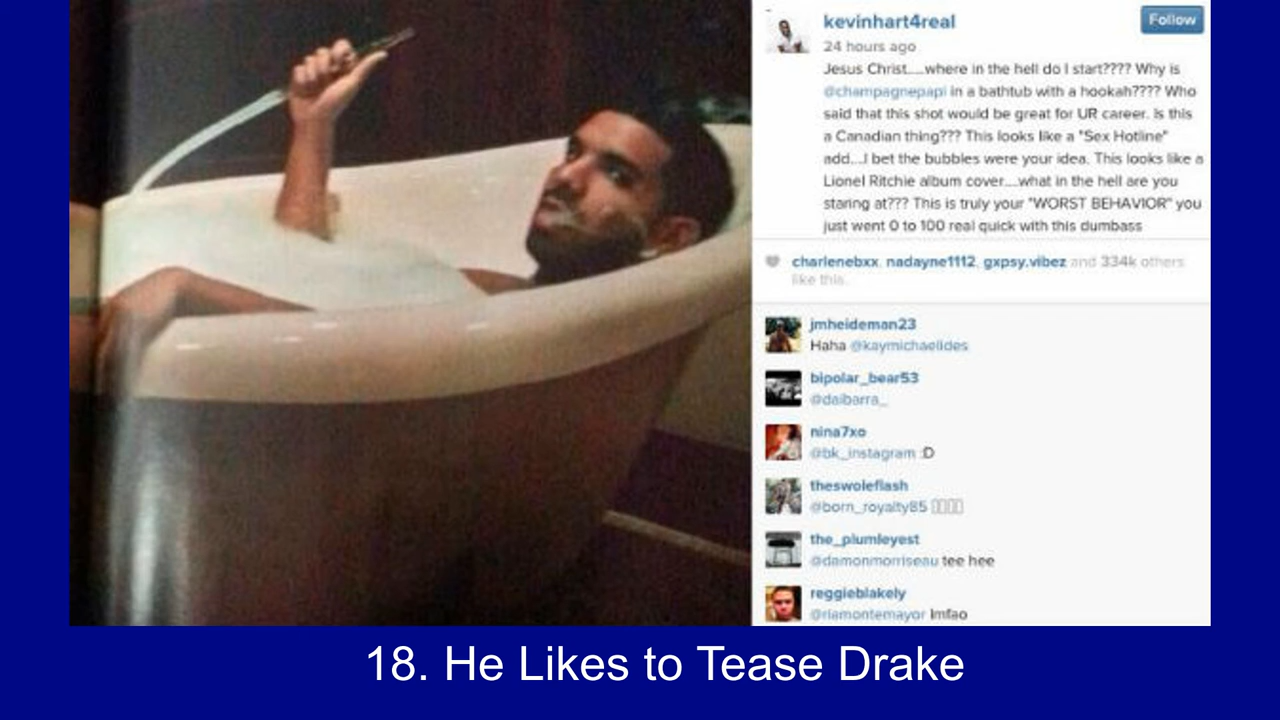 kevinhart4real
Follow
24 hours ago
Jesus Christ.....where in the hell do I start???? Why is
@champagnepapi in a bathtub with a hookah???? Who
said that this shot would be great for UR career. Is this
a Canadian thing??? This looks like a "Sex Hotline"
add...I bet the bubbles were your idea. This looks like a
Lionel Ritchie album cover....what in the hell are you
staring at??? This is truly your "WORST BEHAVIOR" you
just went 0 to 100 real quick with this dumbass
charlenebxx, nadayne1112, gxpsy.vibez and 334k others
like this.
jmheideman23
Haha @kaymichaelides
bipolar_bear53
@daibarra_
nina7xo
@bk_instagram :D
theswoleflash
@born_royalty85
the_plumleyest
@damonmorriseau tee hee
reggieblakely
@riamontemayor lmfao
18. He Likes to Tease Drake